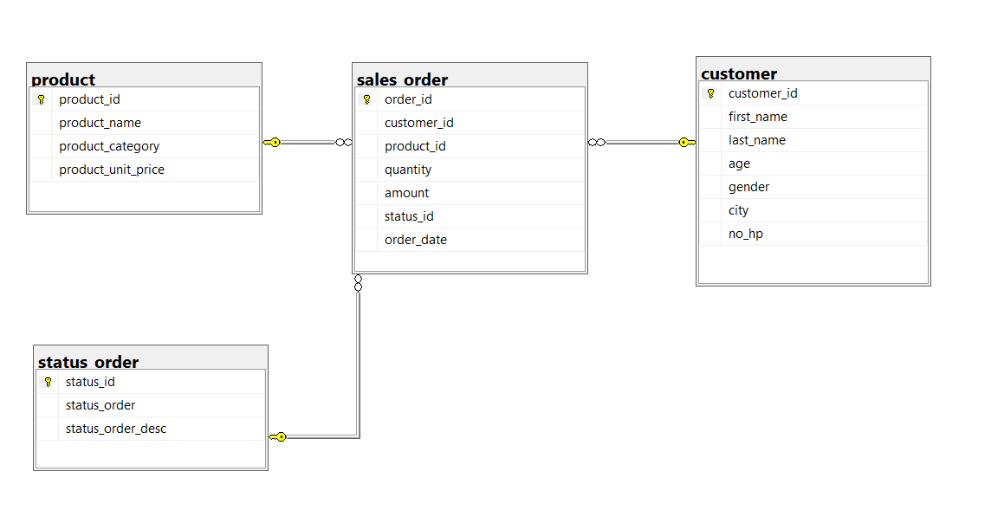 product
product_id
product_name
product_category
product_unit_price
sales_order
order_id
customer_id
product_id
quantity
amount
status_id
order_date
customer
customer_id
first_name
last_name
age
gender
city
no_hp
status_order
status_id
status_order
status_order_desc